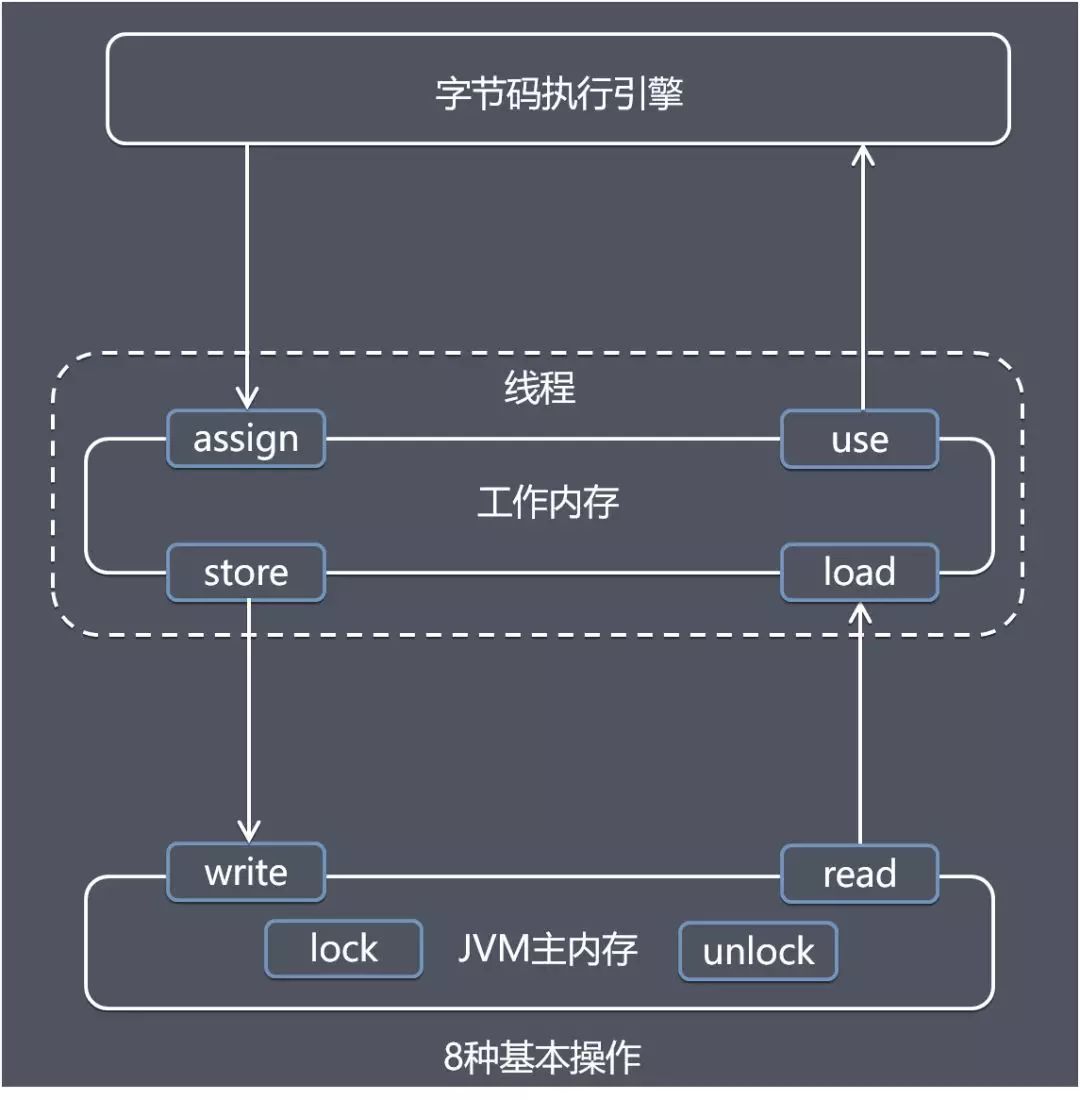 字节码执行引擎
线程
assign
use
工作内存
store
load
write
read
lock
JVM主内存
unlock
8种基本操作